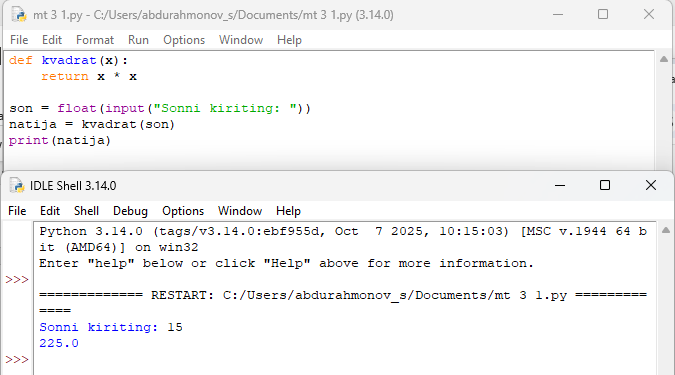 mt 3 1.py - C:/Users/abdurahmonov_s/Documents/mt 3 1.py (3.14.0)
File Edit Format Run Options Window Help
def kvadrat(x):
    return x * x
son = float(input("Sonni kiriting: "))
natija = kvadrat(son)
print(natija)
IDLE Shell 3.14.0
File Edit Shell Debug Options Window Help
Python 3.14.0 (tags/v3.14.0:ebf955d, Oct  7 2025, 10:15:03) [MSC v.1944 64 b
it (AMD64)] on win32
Enter "help" below or click "Help" above for more information.
>>>
============= RESTART: C:/Users/abdurahmonov_s/Documents/mt 3 1.py ==========
====
Sonni kiriting: 15
225.0
>>>